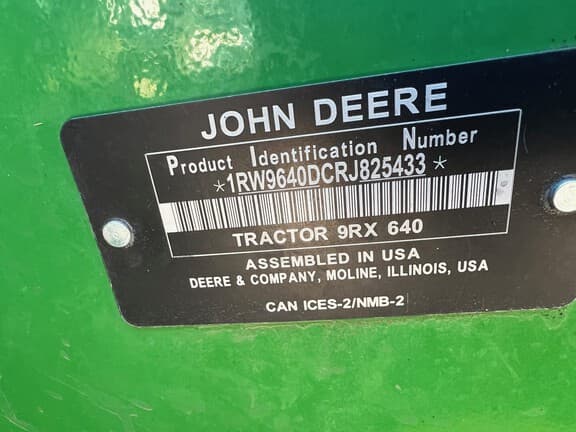 JOHN DEERE
Product Identification Number
*1RW9640DCRJ825433*
TRACTOR 9RX 640
ASSEMBLED IN USA
DEERE & COMPANY, MOLINE, ILLINOIS, USA
CAN ICES-2/NMB-2